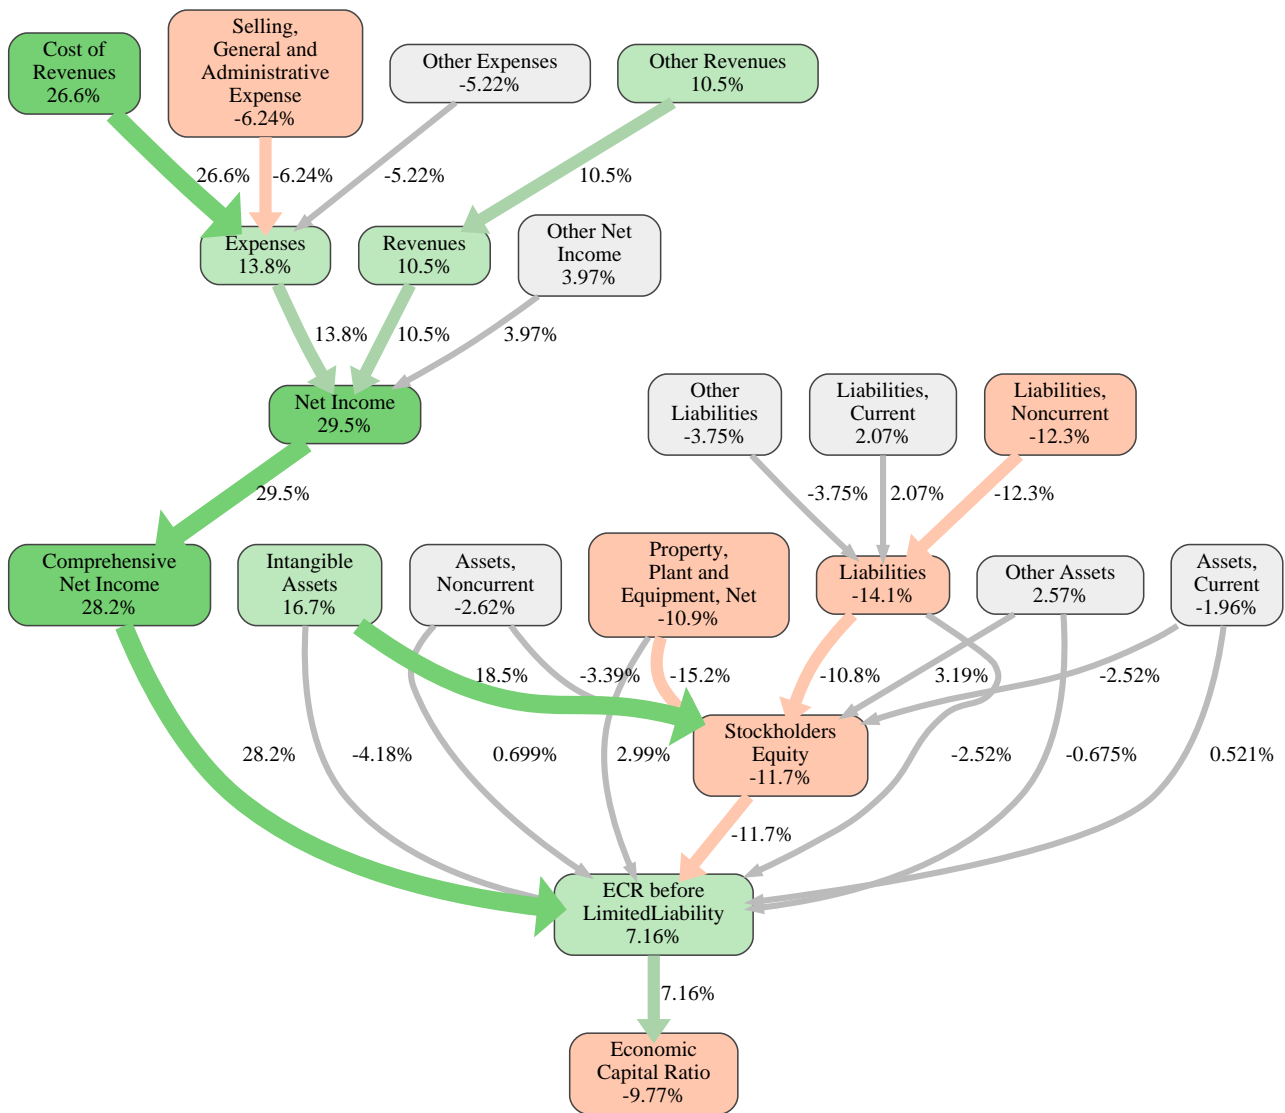 Cost of
Revenues
26.6%
Selling,
General and
Administrative
Expense
-6.24%
Other Expenses
-5.22%
Other Revenues
10.5%
26.6%
-6.24%
-5.22%
10.5%
Expenses
13.8%
Revenues
10.5%
Other Net
Income
3.97%
13.8%
10.5%
3.97%
Net Income
29.5%
Other
Liabilities
-3.75%
Liabilities,
Current
2.07%
Liabilities,
Noncurrent
-12.3%
29.5%
-3.75%
2.07%
-12.3%
Comprehensive
Net Income
28.2%
Intangible
Assets
16.7%
Assets,
Noncurrent
-2.62%
Property,
Plant and
Equipment, Net
-10.9%
Liabilities
-14.1%
Other Assets
2.57%
Assets,
Current
-1.96%
18.5%
-3.39%
-15.2%
-10.8%
3.19%
-2.52%
Stockholders
Equity
-11.7%
28.2%
-4.18%
0.699%
2.99%
-2.52%
-0.675%
0.521%
-11.7%
ECR before
LimitedLiability
7.16%
7.16%
Economic
Capital Ratio
-9.77%